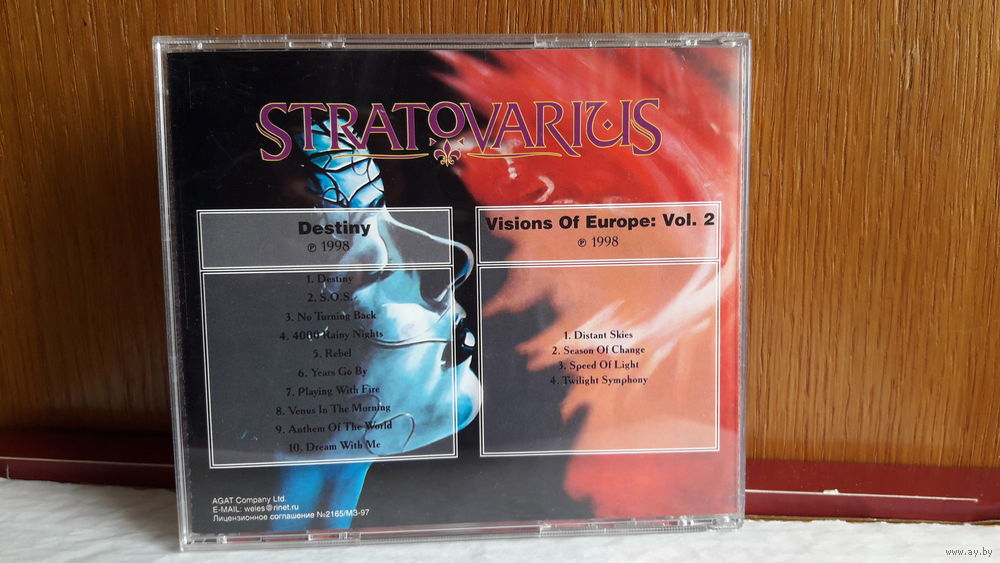 STRATOVARIUS
Destiny
℗ 1998
1. Destiny
2. S.O.S.
3. No Turning Back
4. 4000 Rainy Nights
5. Rebel
6. Years Go By
7. Playing With Fire
8. Venus In The Morning
9. Anthem Of The World
10. Dream With Me
Visions Of Europe: Vol. 2
℗ 1998
1. Distant Skies
2. Season Of Change
3. Speed Of Light
4. Twilight Symphony
AGAT Company Ltd.
E-MAIL: weles@rinet.ru
Лицензионное соглашение №2165/МЗ-97
www.ay.by